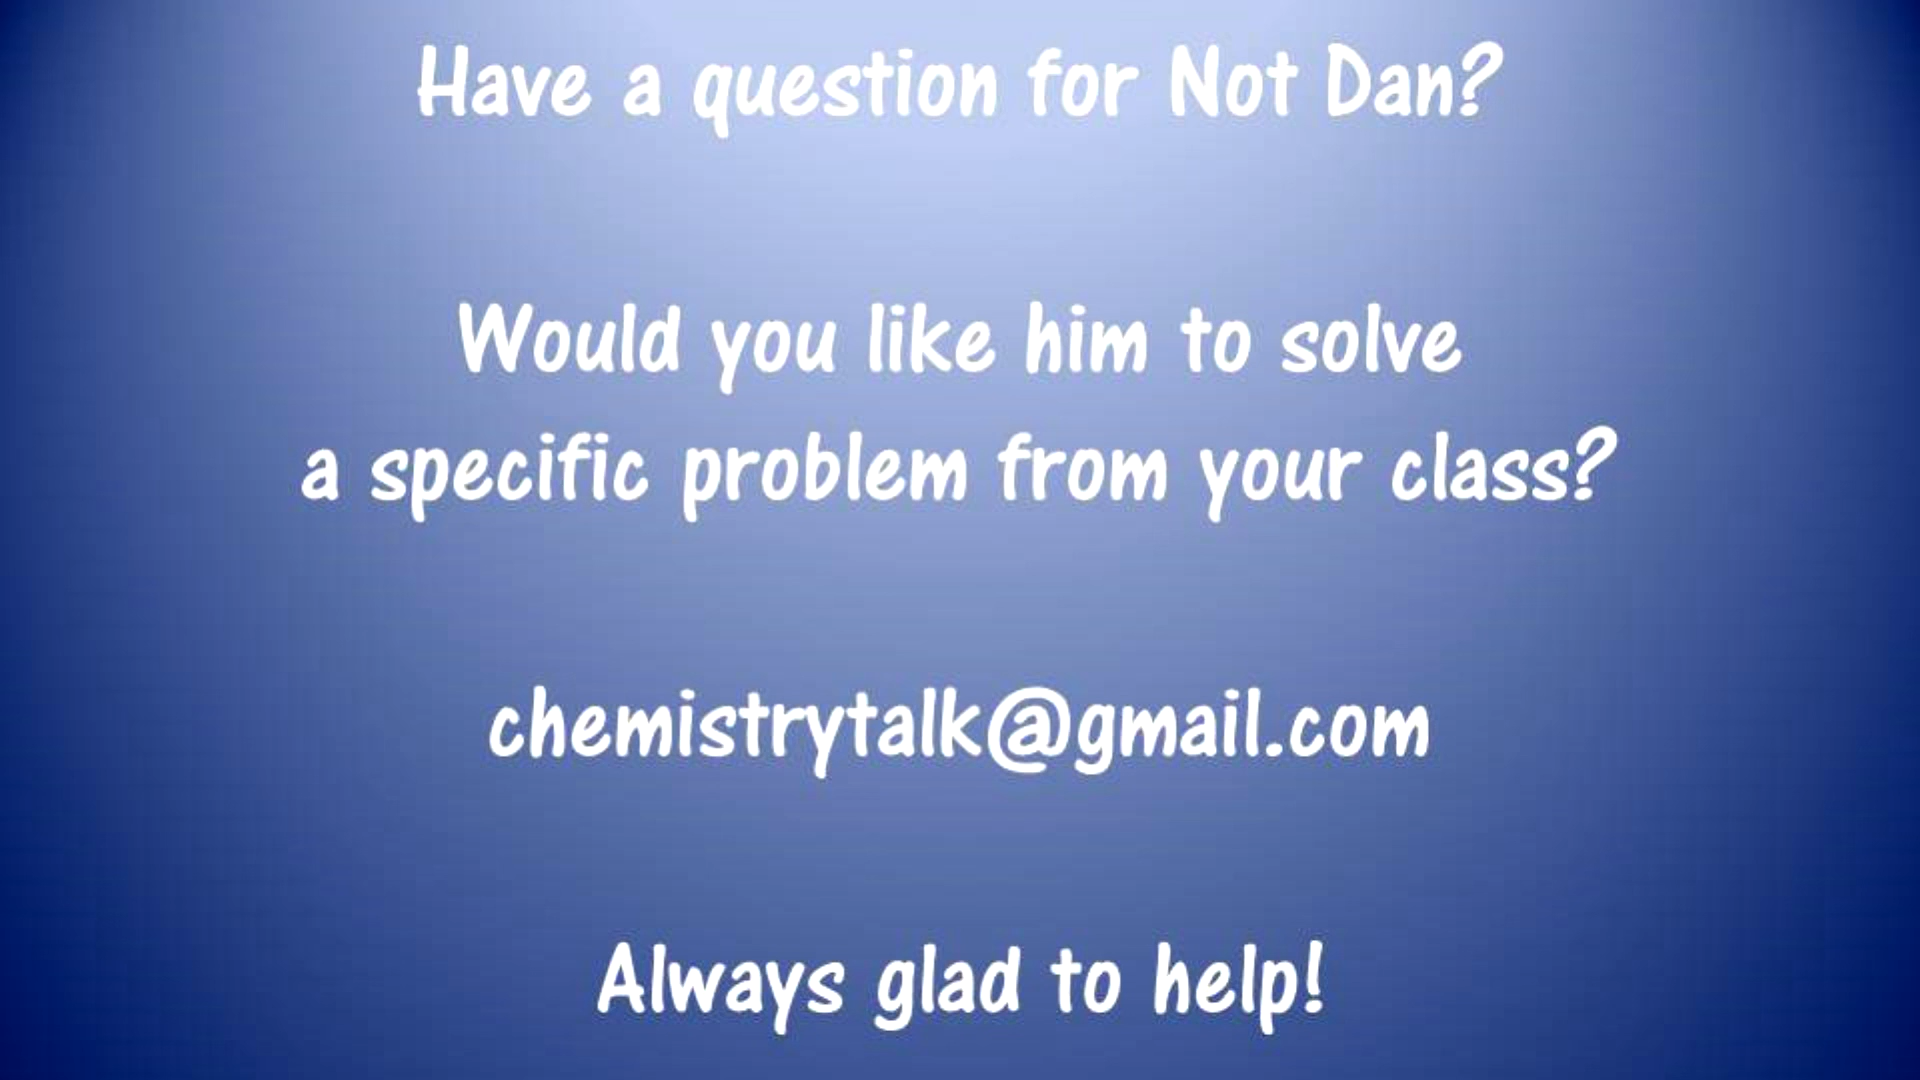 Have a question for Not Dan?
Would you like him to solve
a specific problem from your class?
chemistrytalk@gmail.com
Always glad to help!